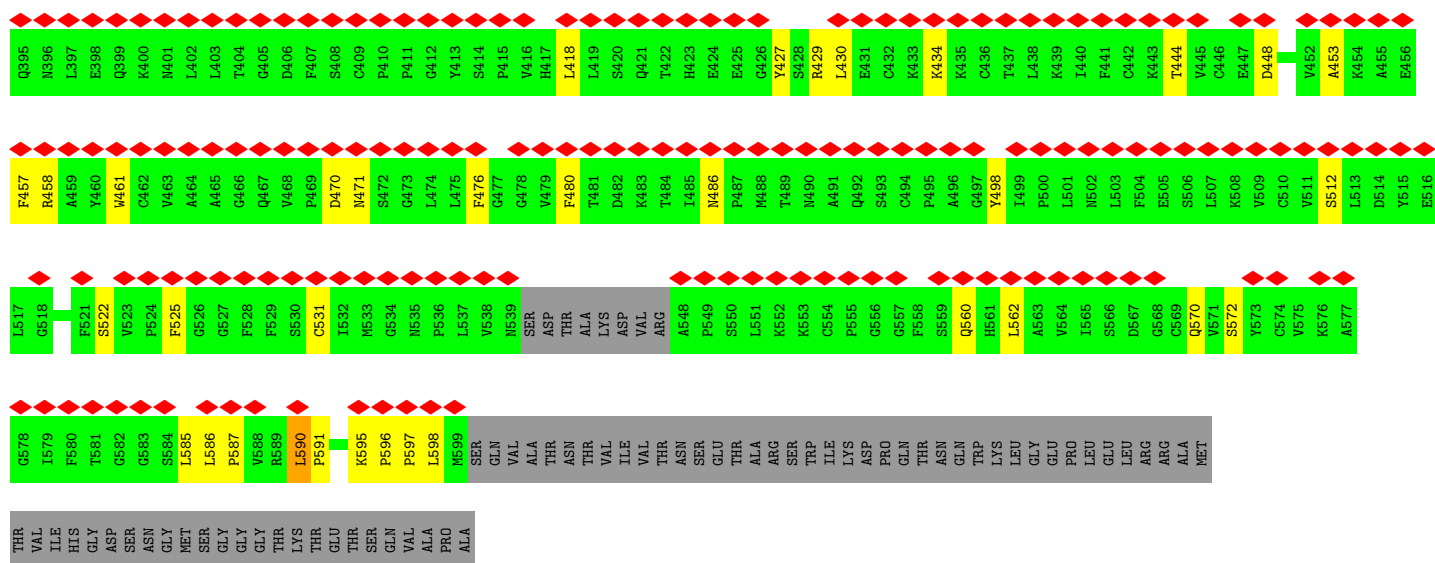 Q395 N396 L397 E398 Q399 K400 N401 L402 L403 T404 G405 D406 F407 S408 C409 P410 P411 G412 Y413 S414 P415 V416 H417 L418 L419 S420 Q421 T422 H423 E424 E425 G426 Y427 S428 R429 L430 E431 C432 K433 K434 K435 C436 T437 L438 K439 I440 F441 C442 K443 T444 V445 C446 E447 D448 V452 A453 K454 A455 E456
F457 R458 A459 Y460 W461 C462 V463 A464 A465 G466 Q467 V468 P469 D470 N471 S472 G473 L474 L475 F476 G477 G478 V479 F480 T481 D482 K483 T484 I485 N486 P487 M488 T489 N490 A491 Q492 S493 C494 P495 A496 G497 Y498 I499 P500 L501 N502 L503 F504 E505 S506 L507 K508 V509 C510 V511 S512 L513 D514 Y515 E516
L517 G518 F521 S522 V523 P524 F525 G526 G527 F528 F529 S530 C531 I532 M533 G534 N535 P536 L537 V538 N539 SER ASP THR ALA LYS ASP VAL ARG A548 P549 S550 L551 K552 K553 C554 P555 G556 G557 F558 S559 Q560 H561 L562 A563 V564 I565 S566 D567 G568 C569 Q570 V571 S572 Y573 C574 V575 K576 A577
G578 I579 F580 T581 G582 G583 S584 L585 L586 P587 V588 R589 L590 P591 K595 P596 P597 L598 M599 SER GLN VAL ALA THR ASN THR VAL ILE VAL THR ASN SER GLU THR ALA ARG SER TRP ILE LYS ASP PRO GLN THR ASN GLN TRP LYS LEU GLY GLU PRO LEU GLU LEU ARG ARG ALA MET
THR VAL ILE HIS GLY ASP SER ASN GLY MET SER GLY GLY GLY THR LYS THR GLU THR SER GLN VAL ALA PRO ALA